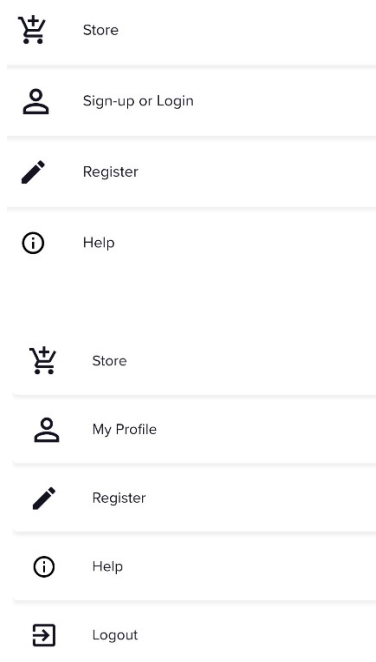 Store
Sign-up or Login
Register
Help
Store
My Profile
Register
Help
Logout